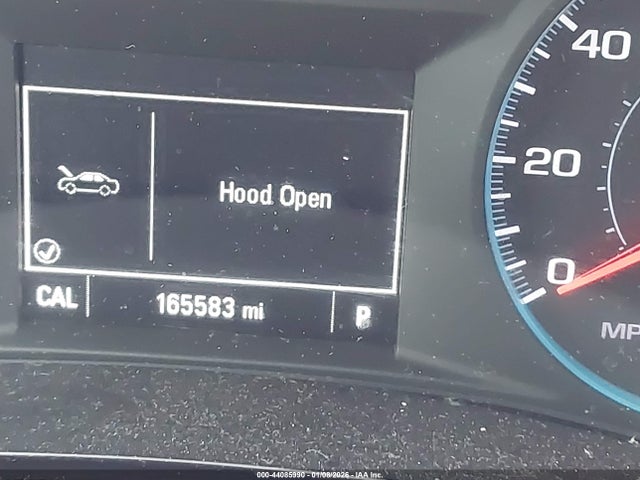 40
20
0
MP
Hood Open
CAL 165583 mi P
000-44085990 - 01/08/2026 - IAA Inc.